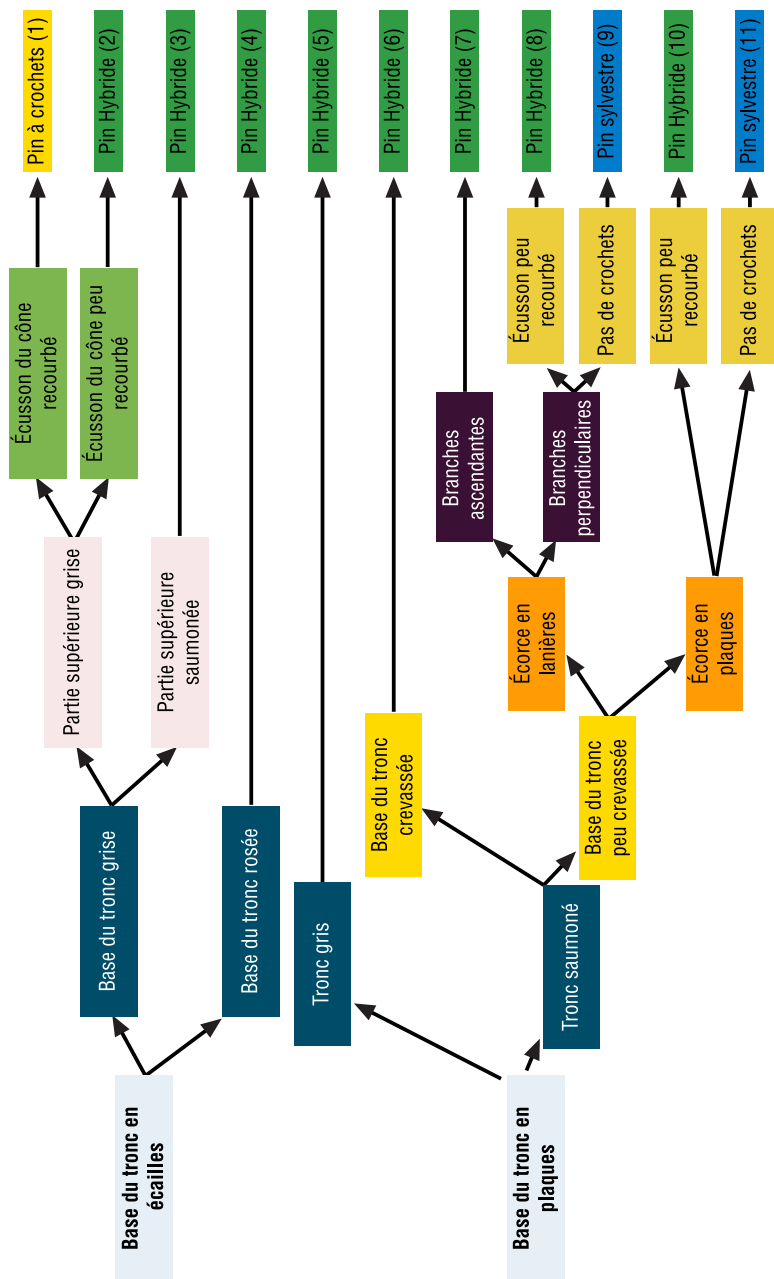 Base du tronc en
écailles
Base du tronc en
plaques
Base du tronc grise
Base du tronc rosée
Tronc gris
Tronc saumoné
Partie supérieure grise
Partie supérieure
saumonée
Base du tronc
crevassée
Base du tronc
peu crevassée
Écorce en
lanières
Écorce en
plaques
Branches
ascendantes
Branches
perpendiculaires
Écusson du cône
recourbé
Écusson du cône peu
recourbé
Écusson peu
recourbé
Pas de crochets
Écusson peu
recourbé
Pas de crochets
Pin à crochets (1)
Pin Hybride (2)
Pin Hybride (3)
Pin Hybride (4)
Pin Hybride (5)
Pin Hybride (6)
Pin Hybride (7)
Pin Hybride (8)
Pin sylvestre (9)
Pin Hybride (10)
Pin sylvestre (11)